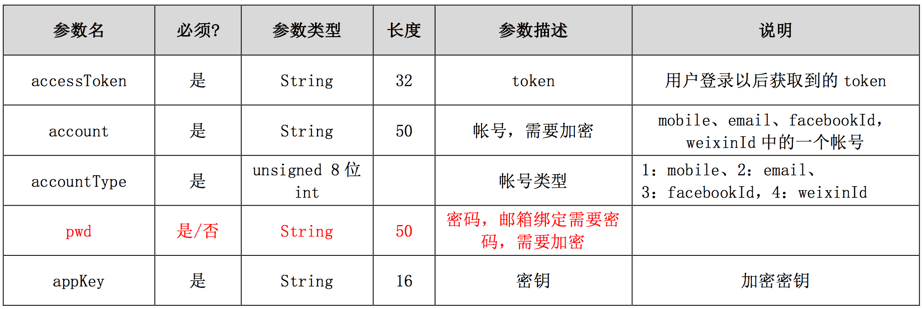 参数名 必须? 参数类型 长度 参数描述 说明
accessToken 是 String 32 token 用户登录以后获取到的 token
account 是 String 50 帐号，需要加密 mobile、email、facebookId，
weixinId 中的一个帐号
accountType 是 unsigned 8 位 int 帐号类型 1：mobile、2：email、
3：facebookId，4：weixinId
pwd 是/否 String 50 密码，邮箱绑定需要密
码，需要加密
appKey 是 String 16 密钥 加密密钥